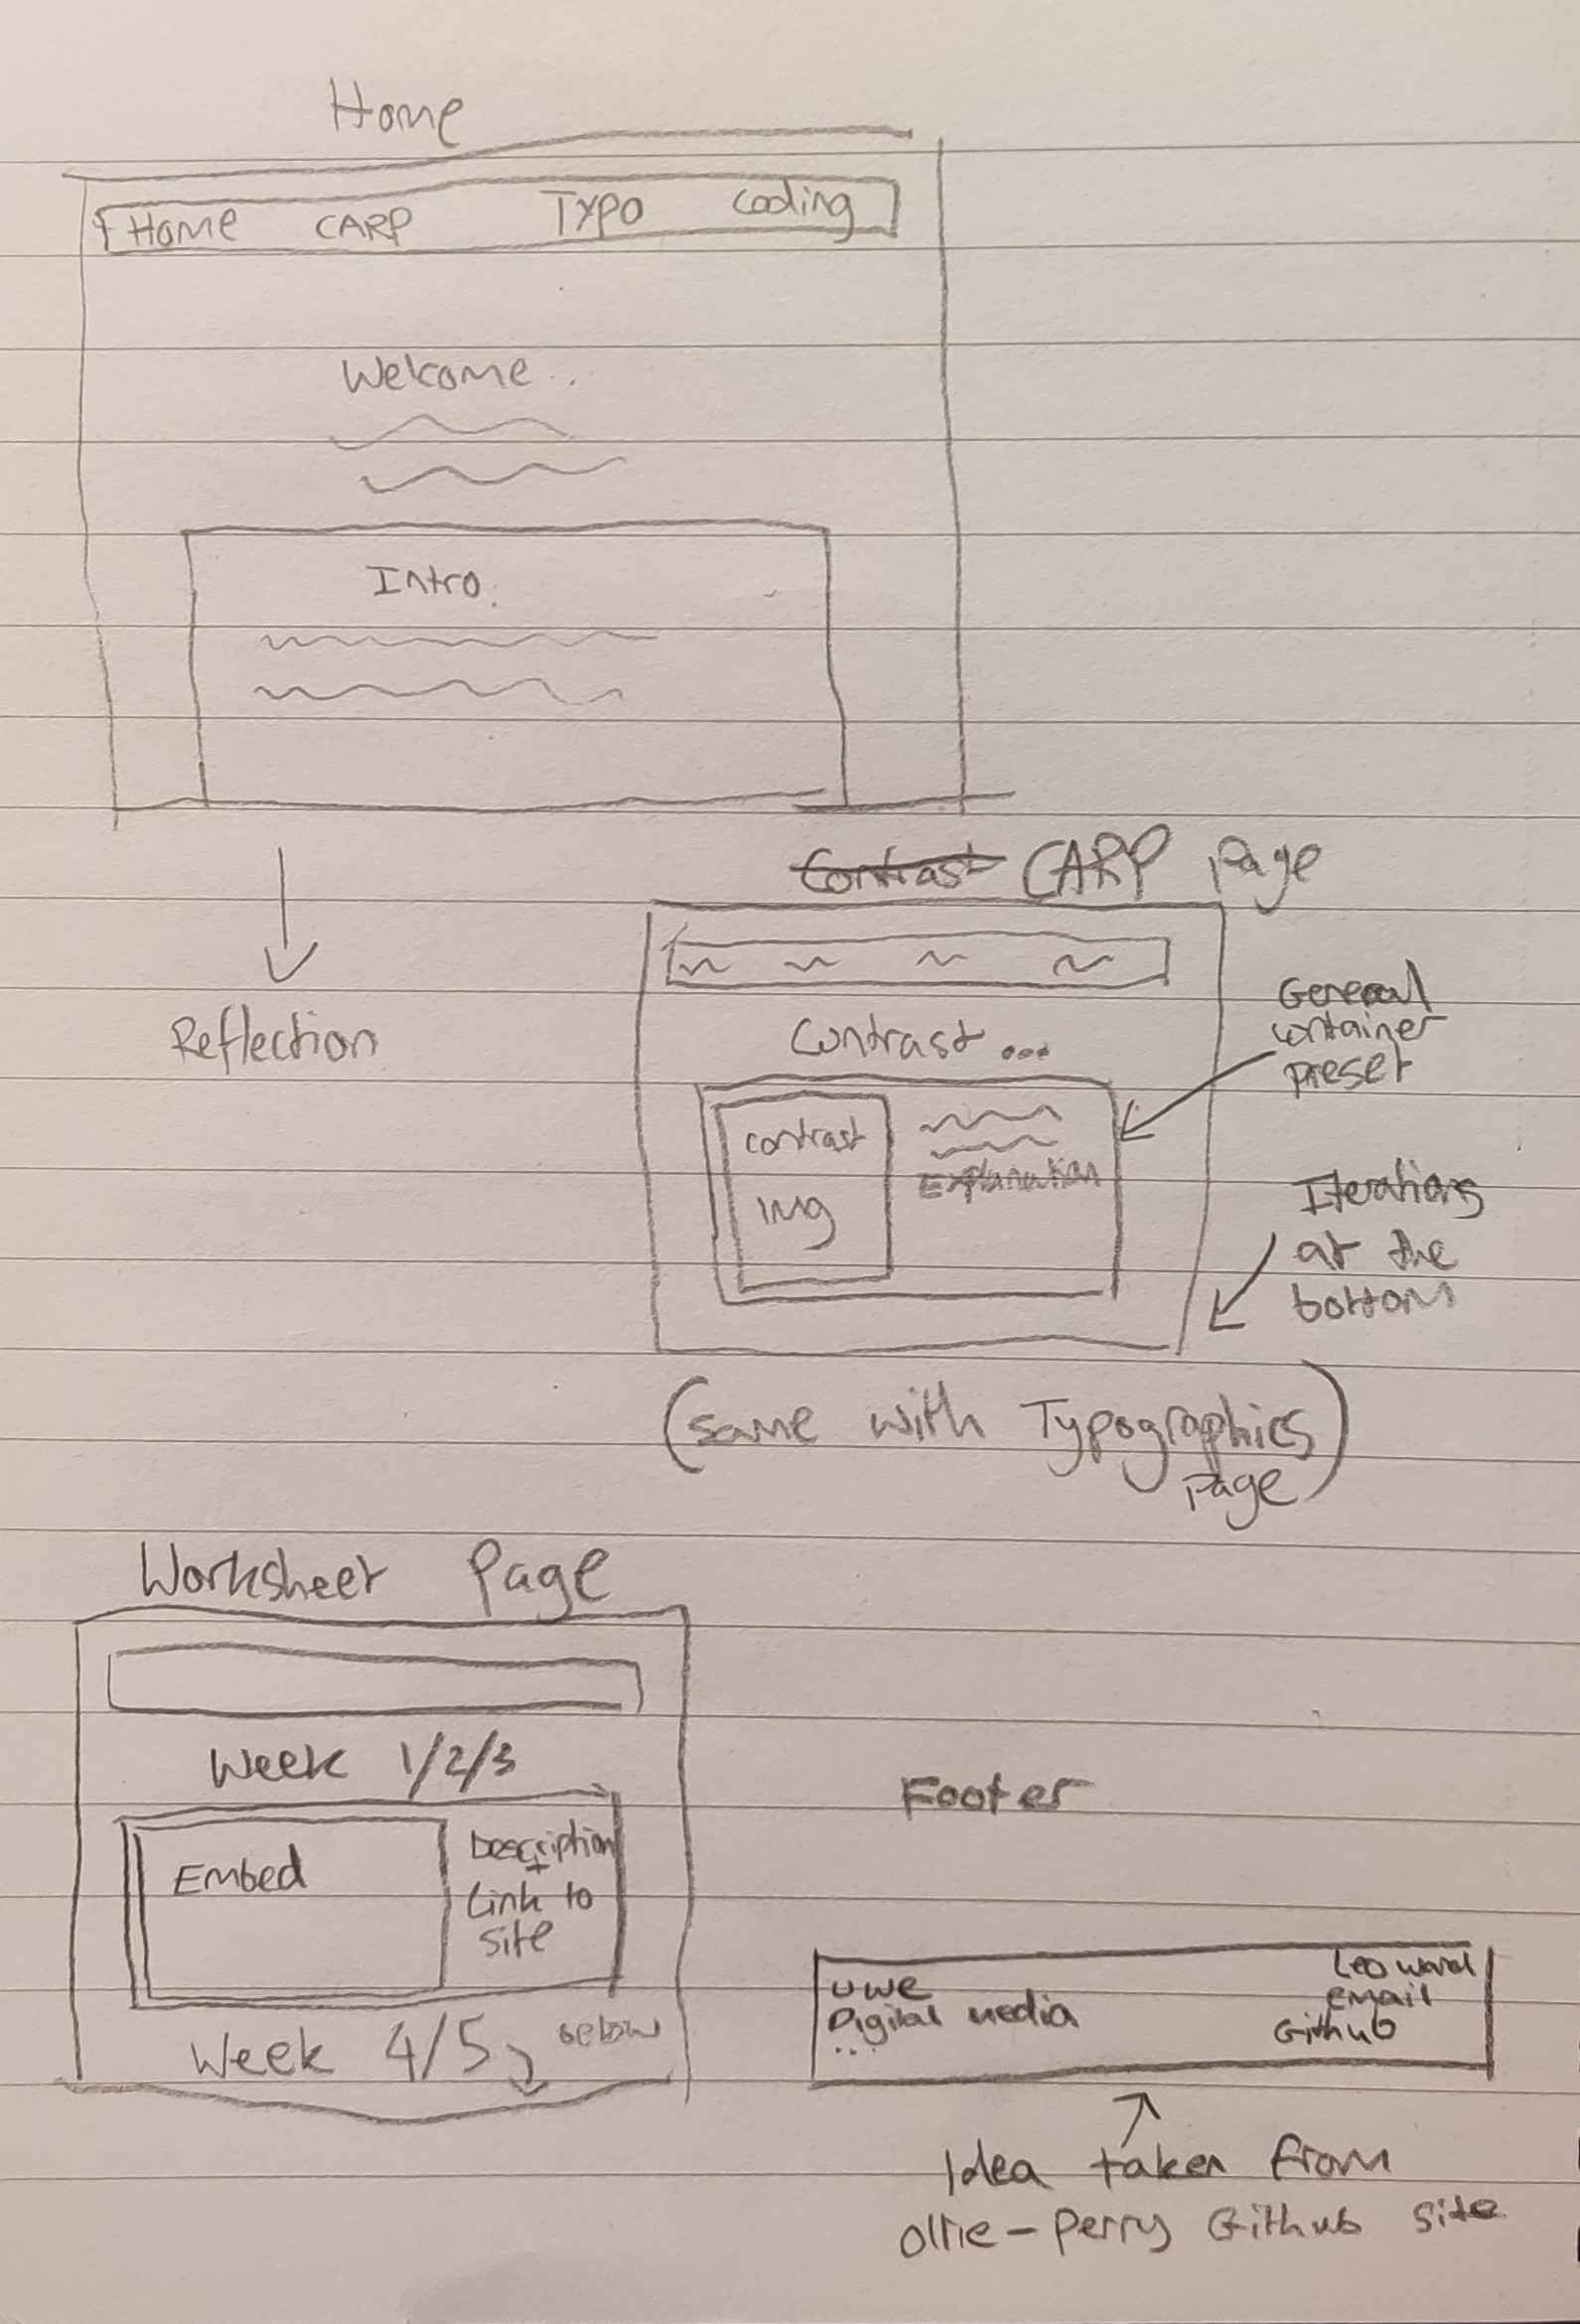 Home
Home CARP Typo Coding
Welcome..
Intro.
Reflection
Contrast CARP Page
Contrast...
contrast
img
Explanation
General
container
preset
Iterations
at the
bottom
(same with Typographics
Page)
Worksheet Page
Week 1/2/3
Embed
Description
+
Link to
site
Week 4/5 below
Footer
UWE
Digital media
...
Leo ward
email
Github
Idea taken from
ollie-perry Github site